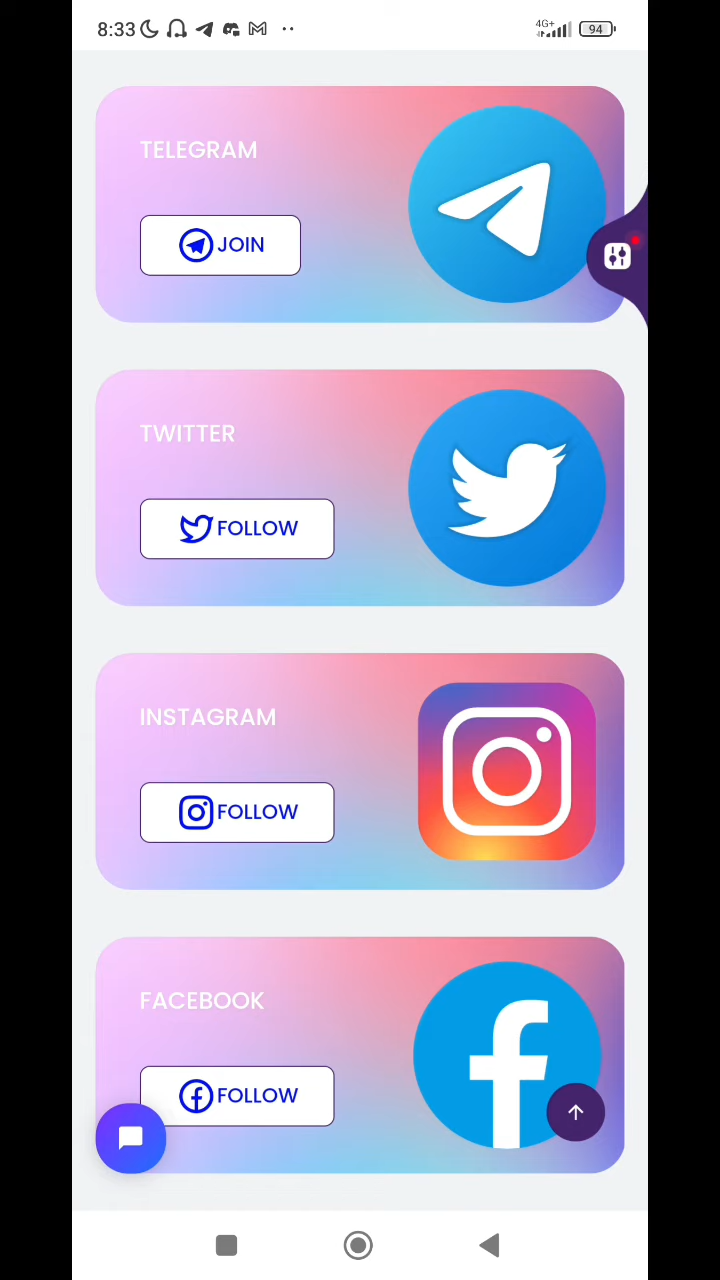 8:33
4G+
94
TELEGRAM
JOIN
TWITTER
FOLLOW
INSTAGRAM
FOLLOW
FACEBOOK
FOLLOW